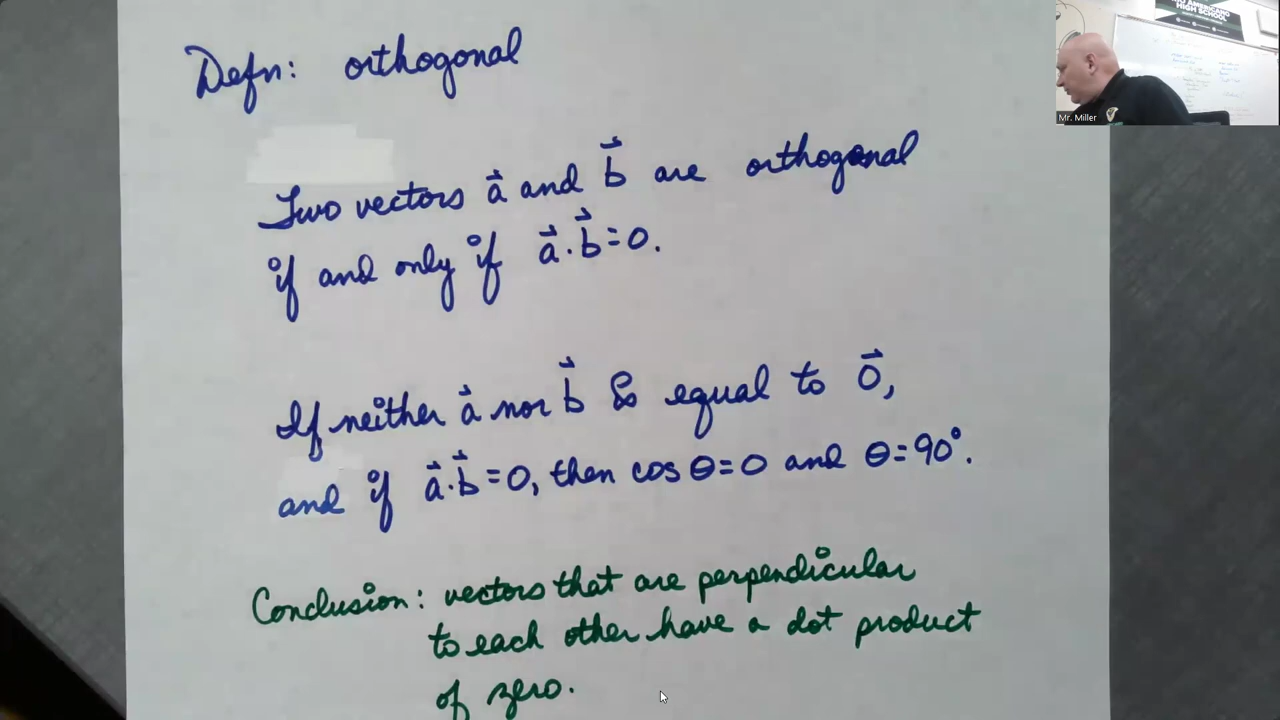 Defn: orthogonal
HIGH SCHOOL
Mr. Miller
Two vectors a⃗ and b⃗ are orthogonal
if and only if a⃗·b⃗=0.
If neither a⃗ nor b⃗ is equal to 0⃗,
and if a⃗·b⃗=0, then cos θ=0 and θ=90°.
Conclusion: vectors that are perpendicular
to each other have a dot product
of zero.